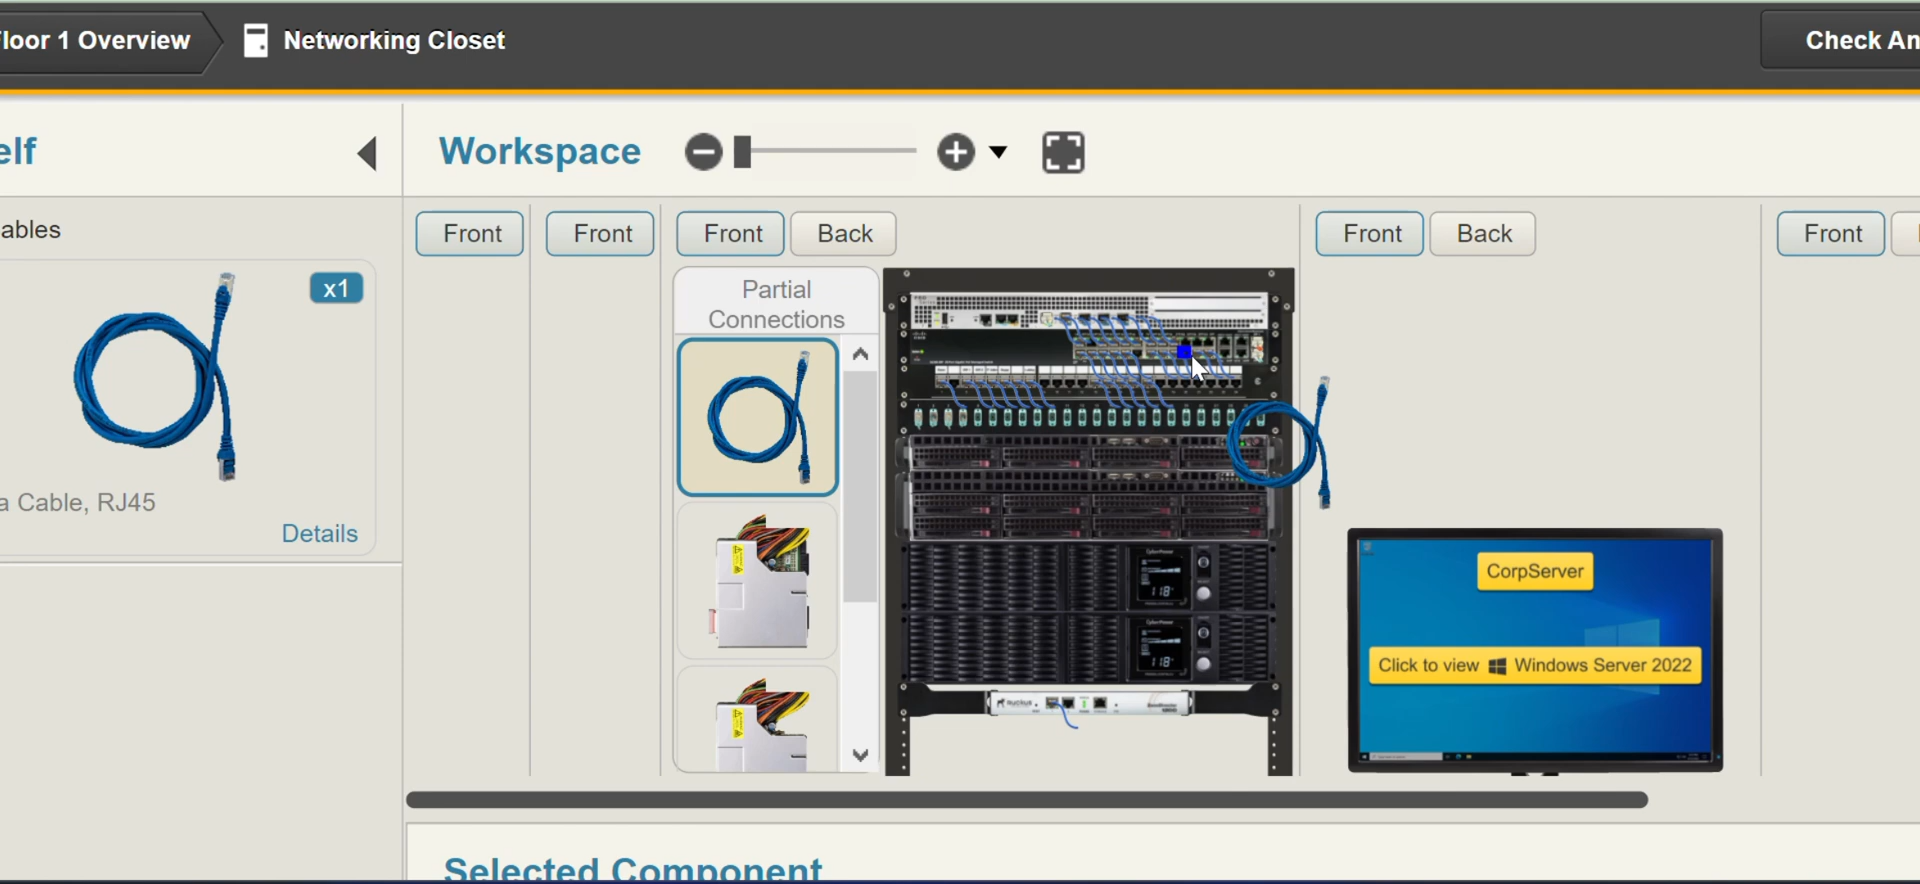 loor 1 Overview
Networking Closet
Check An
elf
Workspace
ables
x1
a Cable, RJ45
Details
Front
Front
Front
Back
Front
Back
Front
Partial
Connections
CorpServer
Click to view Windows Server 2022
Selected Component